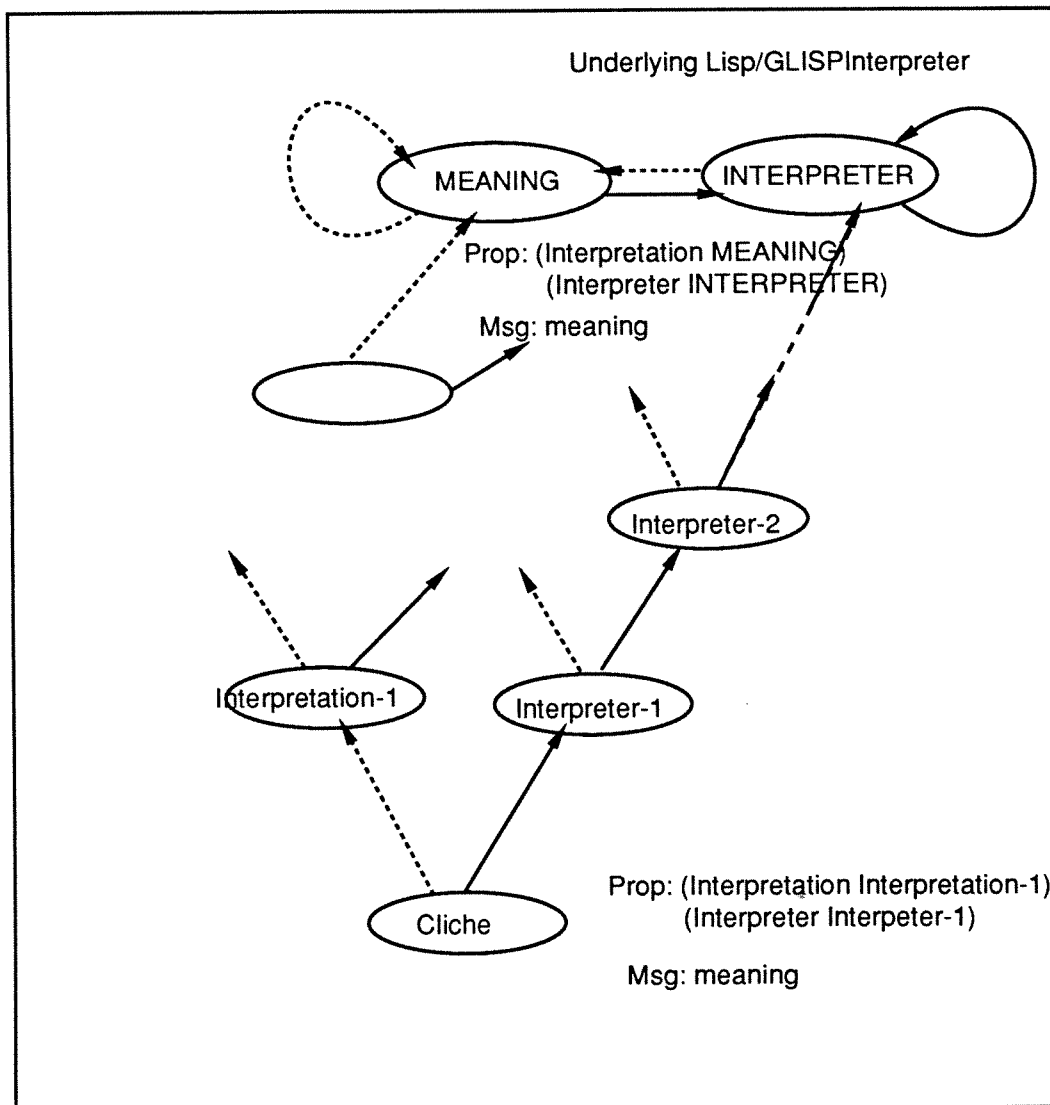 Underlying Lisp/GLISPInterpreter
MEANING
INTERPRETER
Prop: (Interpretation MEANING)
(Interpreter INTERPRETER)
Msg: meaning
Interpreter-2
Interpretation-1
Interpreter-1
Prop: (Interpretation Interpretation-1)
(Interpreter Interpeter-1)
Cliche
Msg: meaning